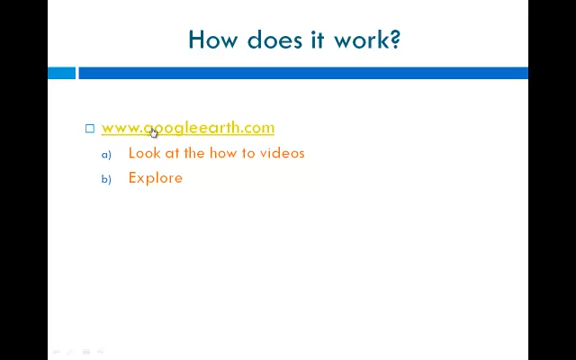 How does it work?
www.googleearth.com
a) Look at the how to videos
b) Explore